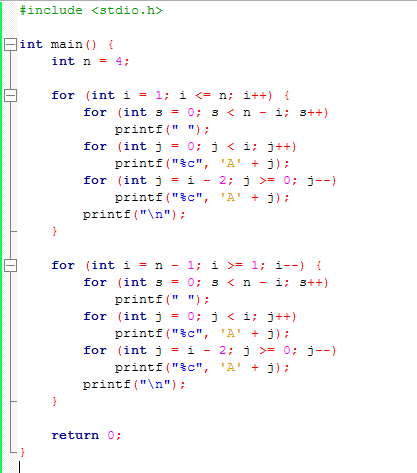 #include <stdio.h>
int main() {
    int n = 4;
    for (int i = 1; i <= n; i++) {
        for (int s = 0; s < n - i; s++)
            printf(" ");
        for (int j = 0; j < i; j++)
            printf("%c", 'A' + j);
        for (int j = i - 2; j >= 0; j--)
            printf("%c", 'A' + j);
        printf("\n");
    }
    for (int i = n - 1; i >= 1; i--) {
        for (int s = 0; s < n - i; s++)
            printf(" ");
        for (int j = 0; j < i; j++)
            printf("%c", 'A' + j);
        for (int j = i - 2; j >= 0; j--)
            printf("%c", 'A' + j);
        printf("\n");
    }
    return 0;
}